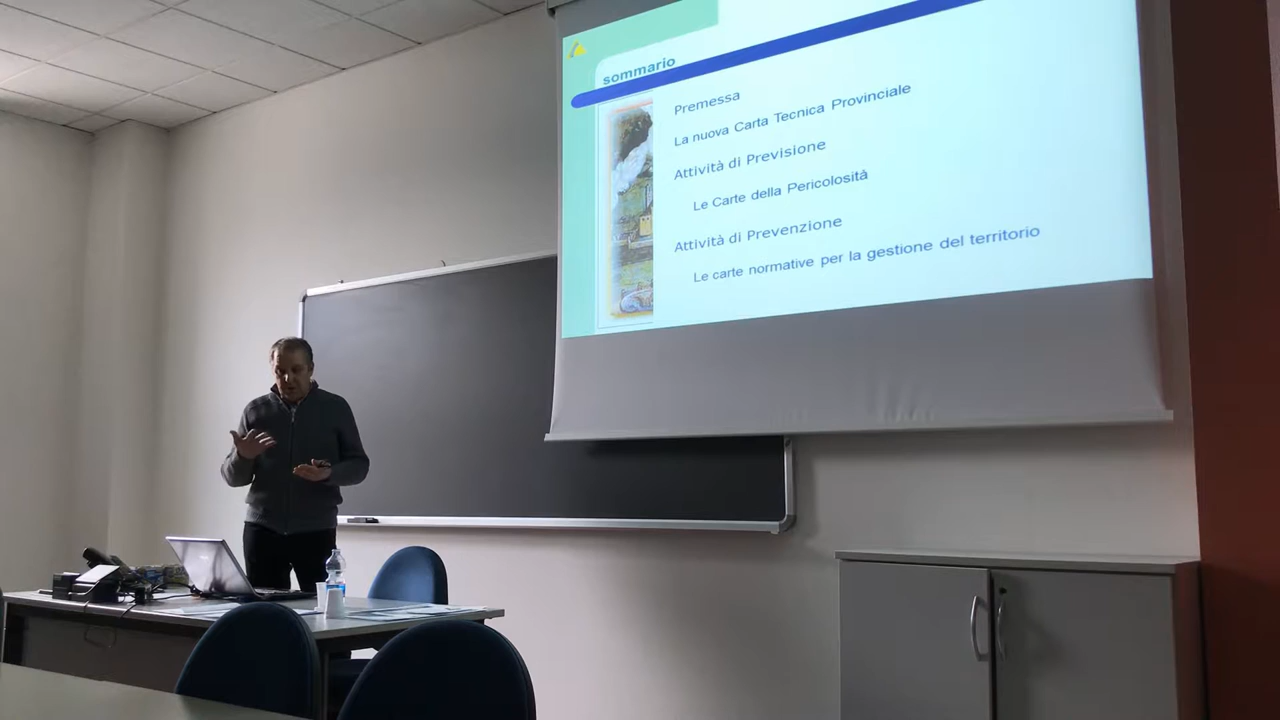 sommario
Premessa
La nuova Carta Tecnica Provinciale
Attività di Previsione
Le Carte della Pericolosità
Attività di Prevenzione
Le carte normative per la gestione del territorio